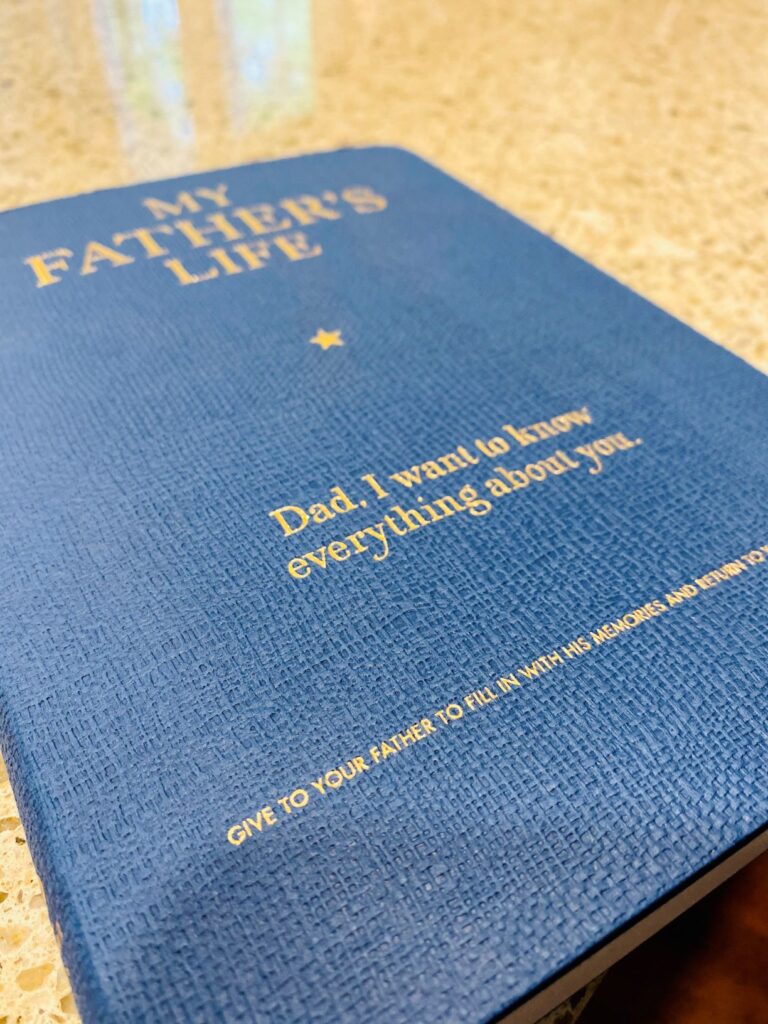 MY
FATHER'S
LIFE
Dad, I want to know
everything about you.
GIVE TO YOUR FATHER TO FILL IN WITH HIS MEMORIES AND RETURN TO